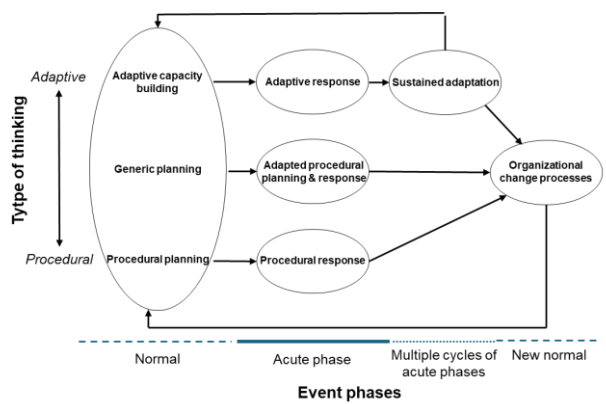 Tytpe of thinking
Adaptive
Procedural
Adaptive capacity
building
Adaptive response
Sustained adaptation
Generic planning
Adapted procedural
planning & response
Organizational
change processes
Procedural planning
Procedural response
Normal
Acute phase
Multiple cycles of
acute phases
New normal
Event phases